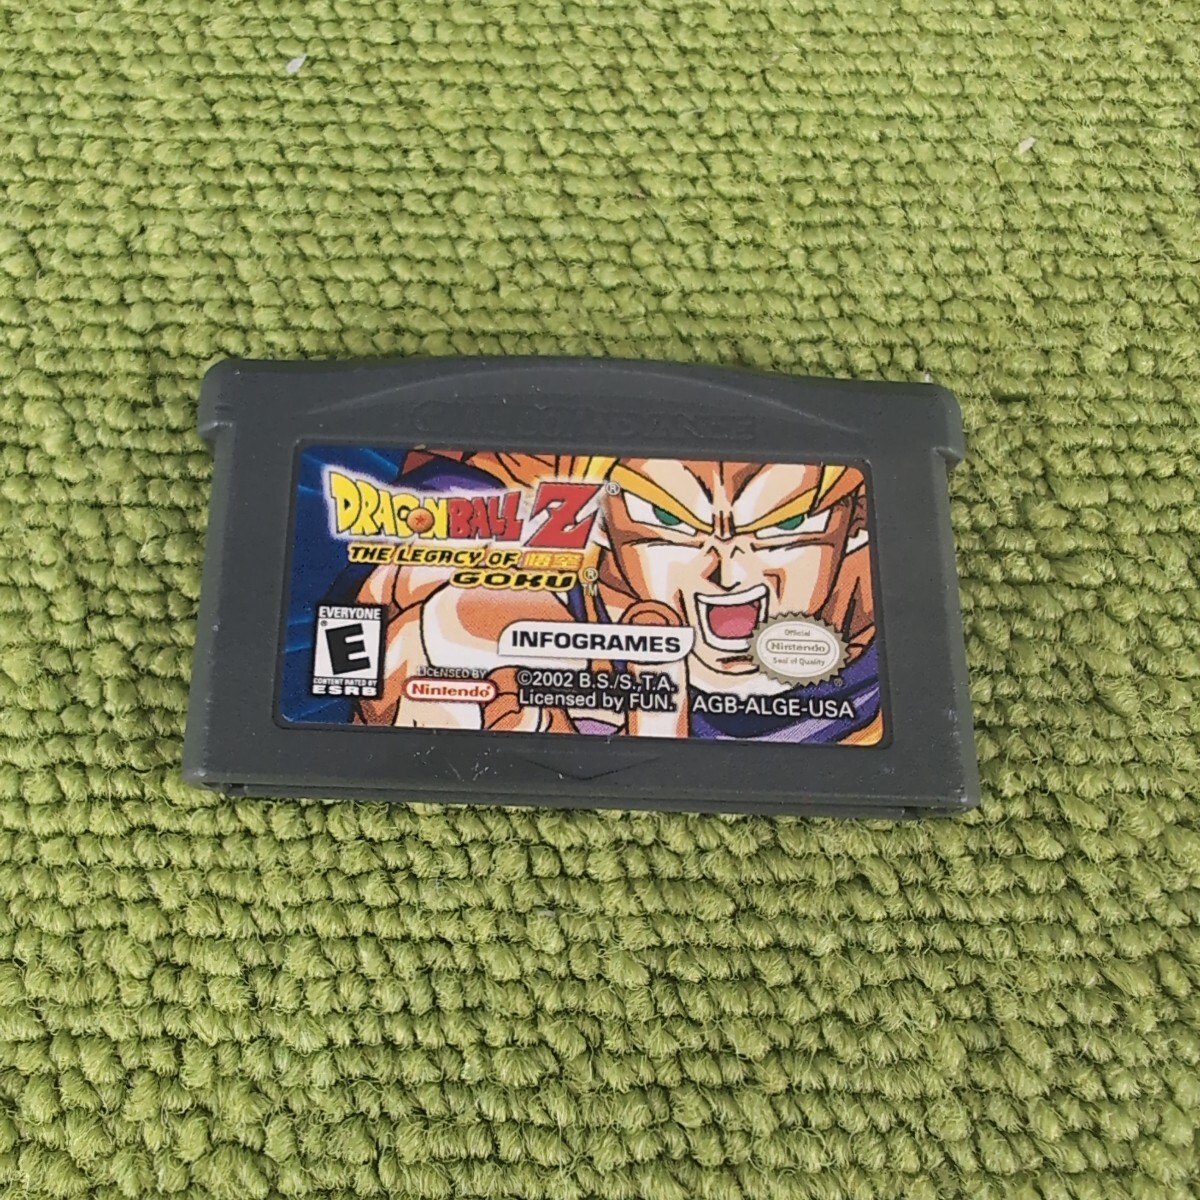 GAME BOY ADVANCE
DRAGON BALL Z®
THE LEGACY OF 悟空
GOKU®
EVERYONE
E
CONTENT RATED BY
ESRB
LICENSED BY
Nintendo®
INFOGRAMES
©2002 B.S./S.,T.A.
Licensed by FUN.
AGB-ALGE-USA
Official
Nintendo
Seal of Quality